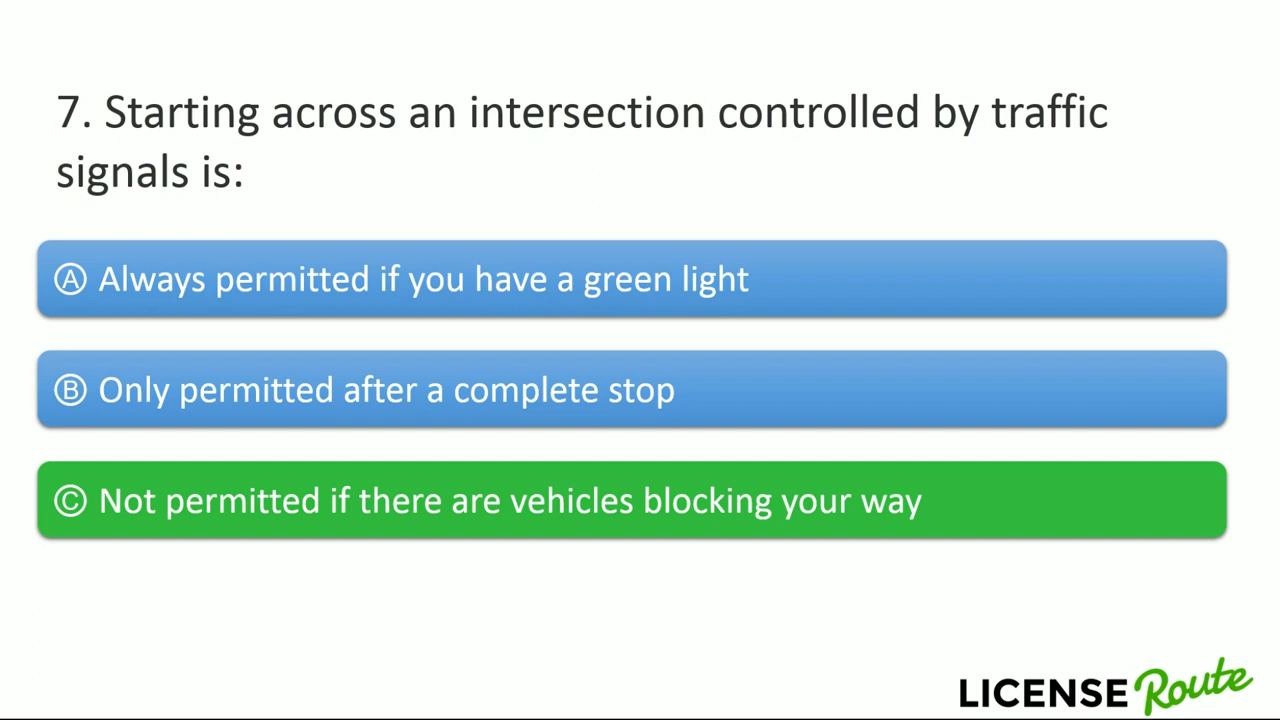 7. Starting across an intersection controlled by traffic
signals is:
Ⓐ Always permitted if you have a green light
Ⓑ Only permitted after a complete stop
Ⓒ Not permitted if there are vehicles blocking your way
LICENSE Route